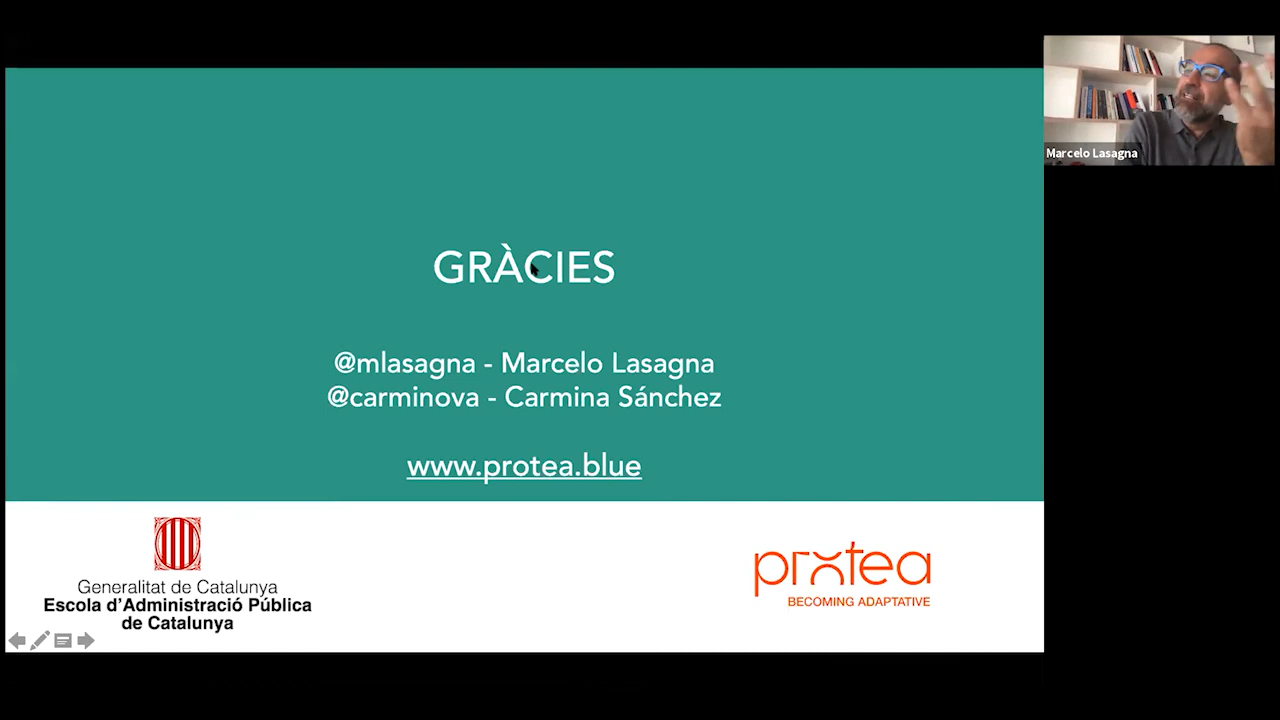 GRÀCIES
@mlasagna - Marcelo Lasagna
@carminova - Carmina Sánchez
www.protea.blue
Generalitat de Catalunya
Escola d'Administració Pública
de Catalunya
protea
BECOMING ADAPTATIVE
Marcelo Lasagna